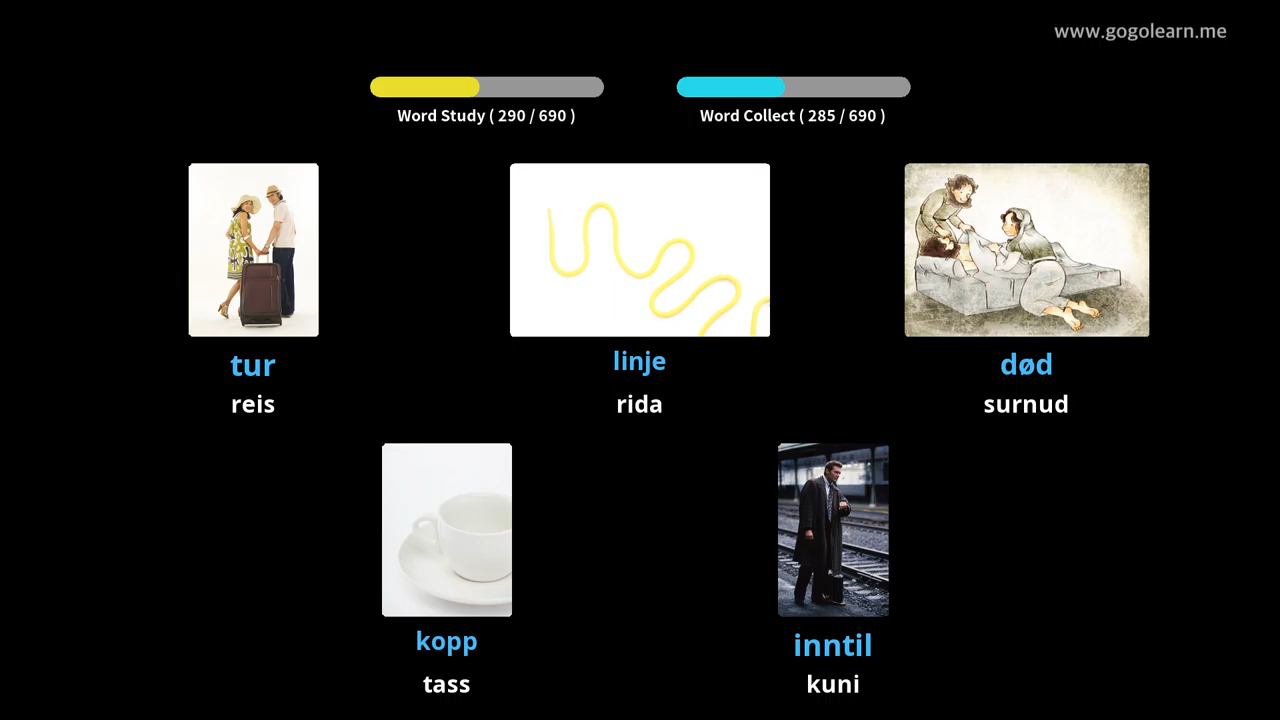 www.gogolearn.me
Word Study ( 290 / 690 )
Word Collect ( 285 / 690 )
tur
reis
linje
rida
død
surnud
kopp
tass
inntil
kuni